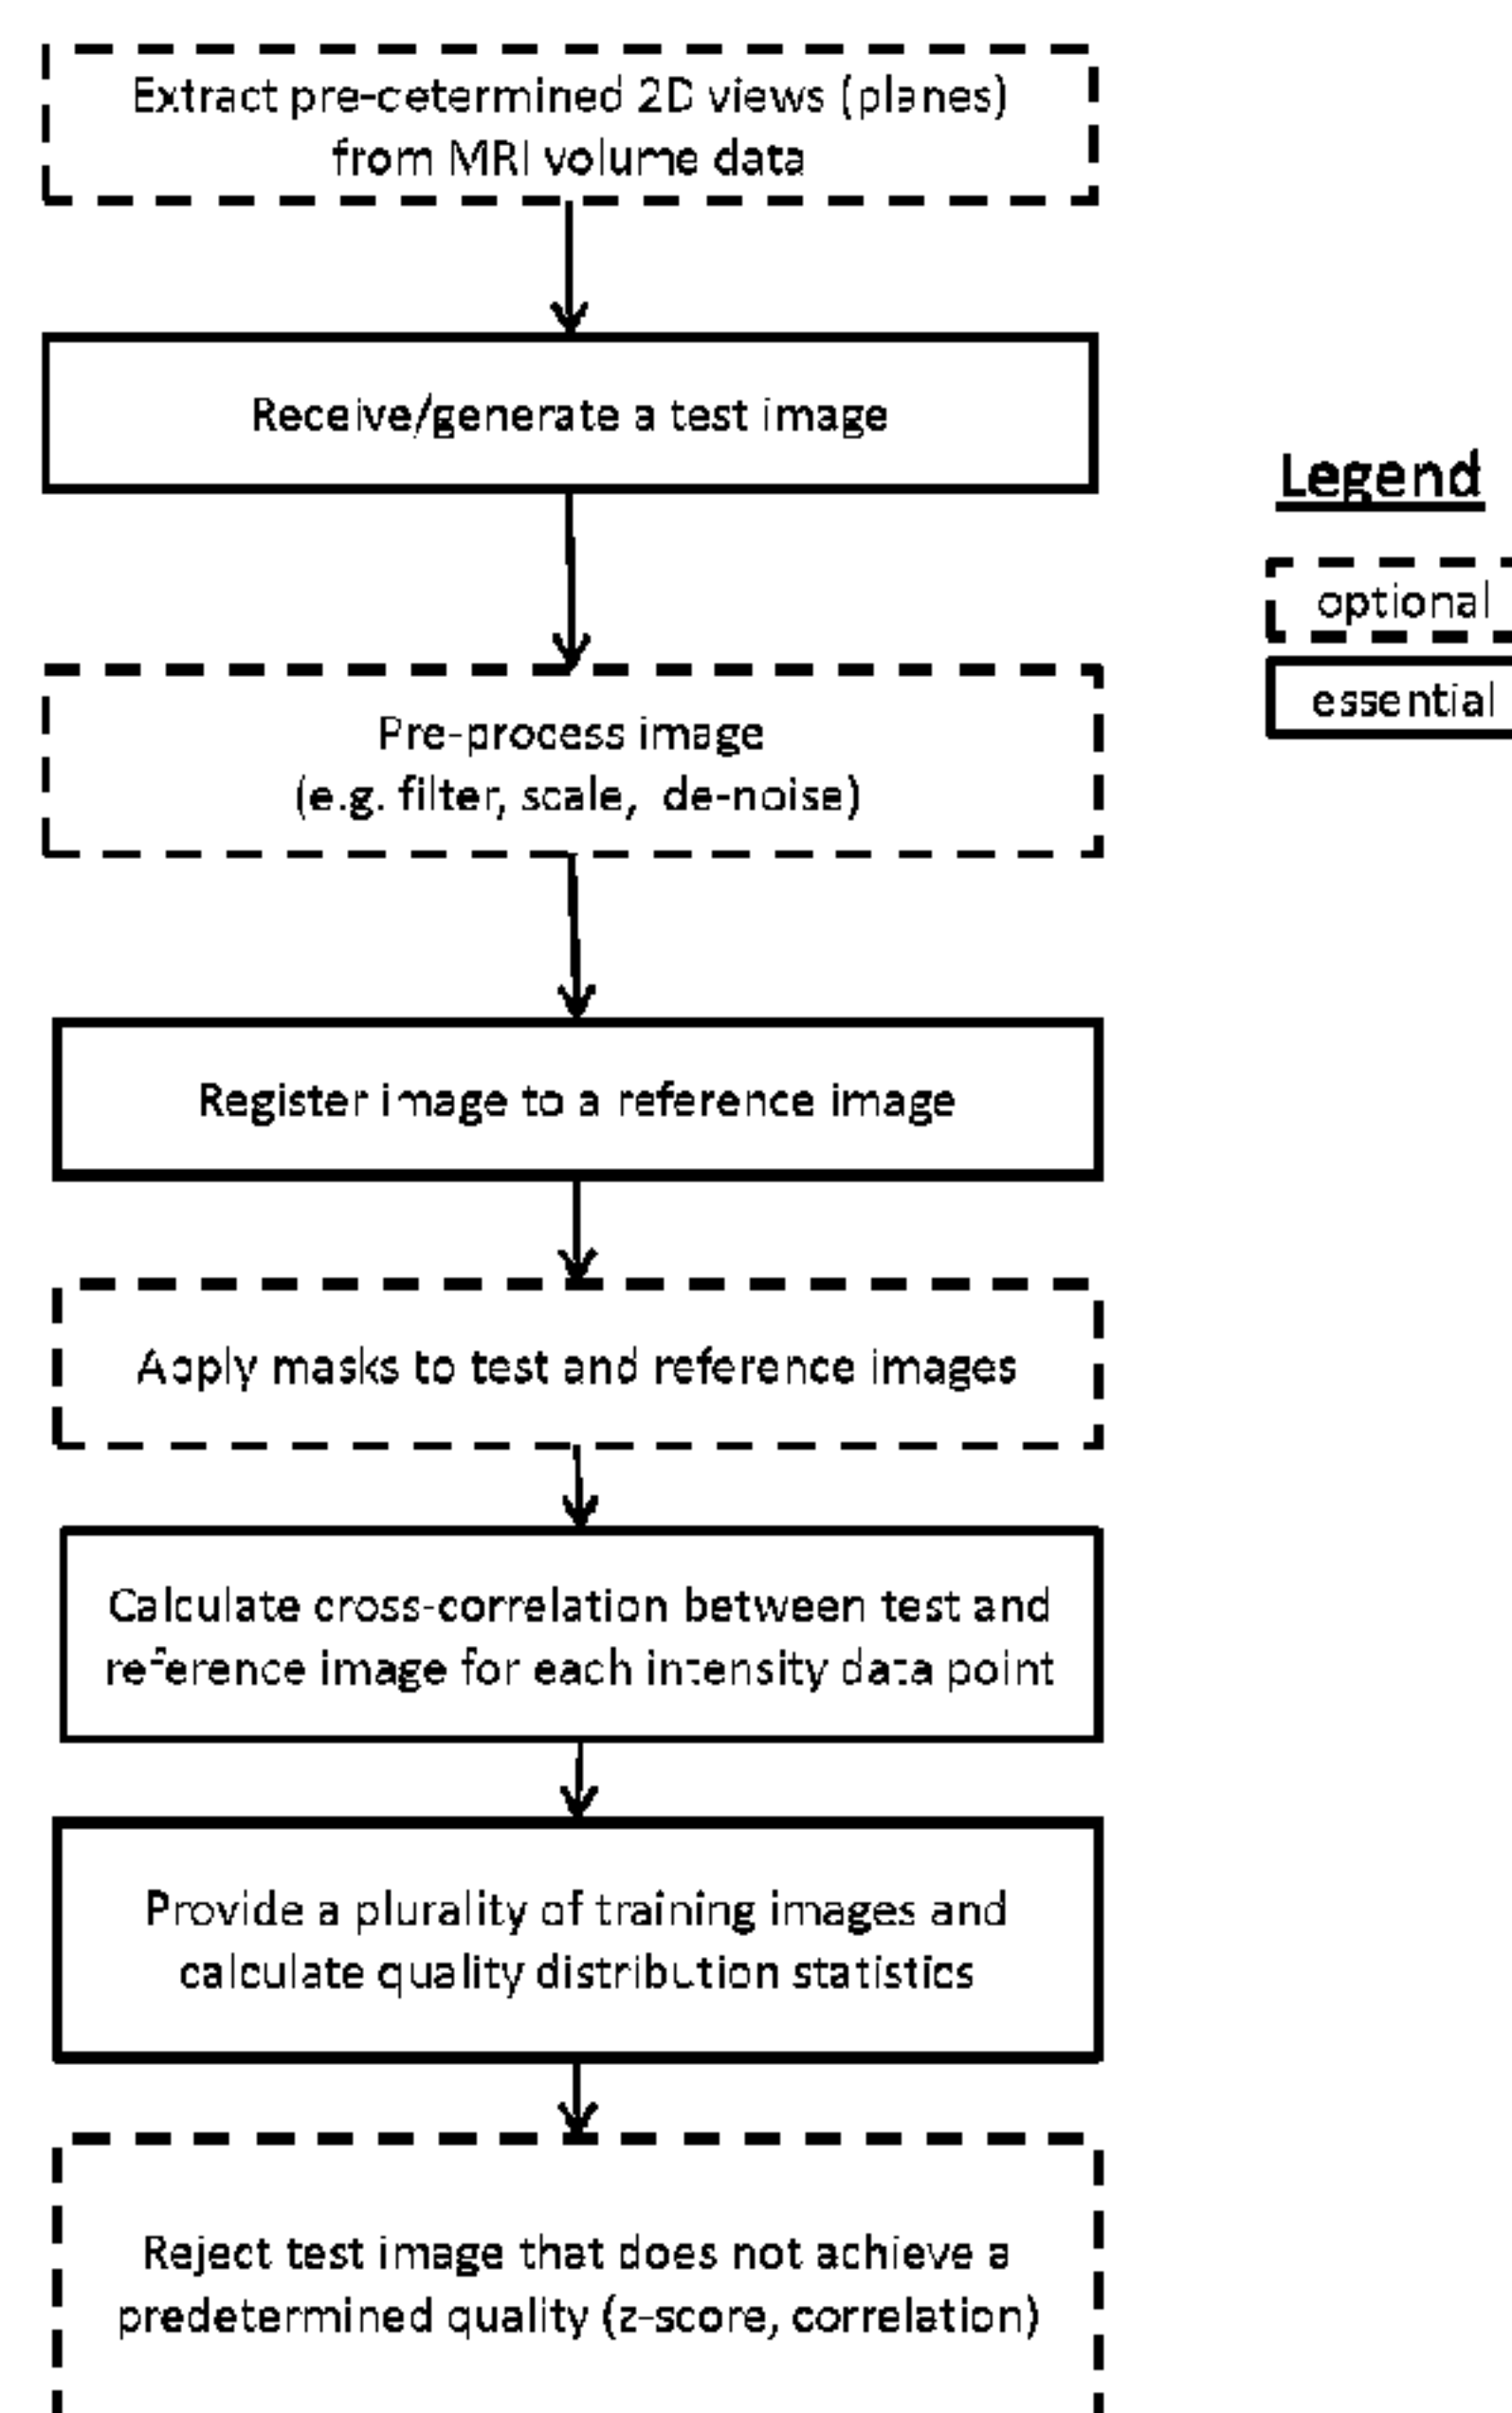 Extract pre-determined 2D views (planes)
from MRI volume data
Receive/generate a test image
Legend
optional
essential
Pre-process image
(e.g. filter, scale, de-noise)
Register image to a reference image
Apply masks to test and reference images
Calculate cross-correlation between test and
reference image for each intensity data point
Provide a plurality of training images and
calculate quality distribution statistics
Reject test image that does not achieve a
predetermined quality (z-score, correlation)